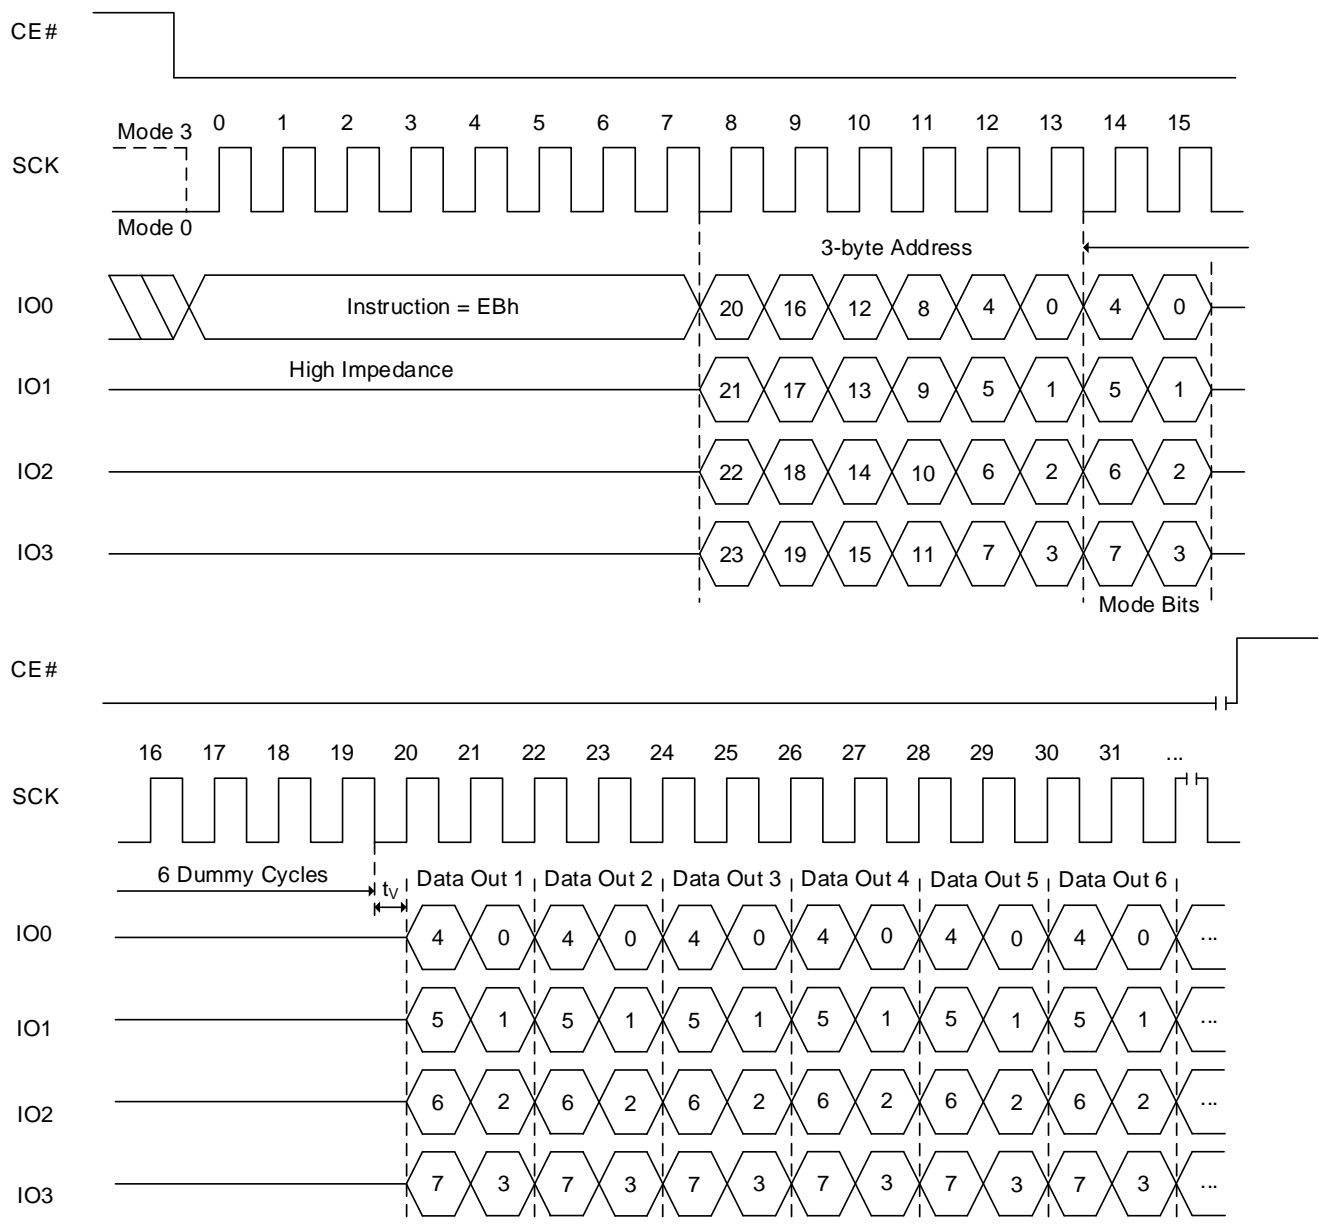 CE#
Mode 3 0 1 2 3 4 5 6 7 8 9 10 11 12 13 14 15
SCK
Mode 0
3-byte Address
IO0 Instruction = EBh 20 16 12 8 4 0 4 0
High Impedance
IO1 21 17 13 9 5 1 5 1
IO2 22 18 14 10 6 2 6 2
IO3 23 19 15 11 7 3 7 3
Mode Bits
CE#
16 17 18 19 20 21 22 23 24 25 26 27 28 29 30 31 ...
SCK
6 Dummy Cycles tV Data Out 1 Data Out 2 Data Out 3 Data Out 4 Data Out 5 Data Out 6
IO0 4 0 4 0 4 0 4 0 4 0 4 0 ...
IO1 5 1 5 1 5 1 5 1 5 1 5 1 ...
IO2 6 2 6 2 6 2 6 2 6 2 6 2 ...
IO3 7 3 7 3 7 3 7 3 7 3 7 3 ...